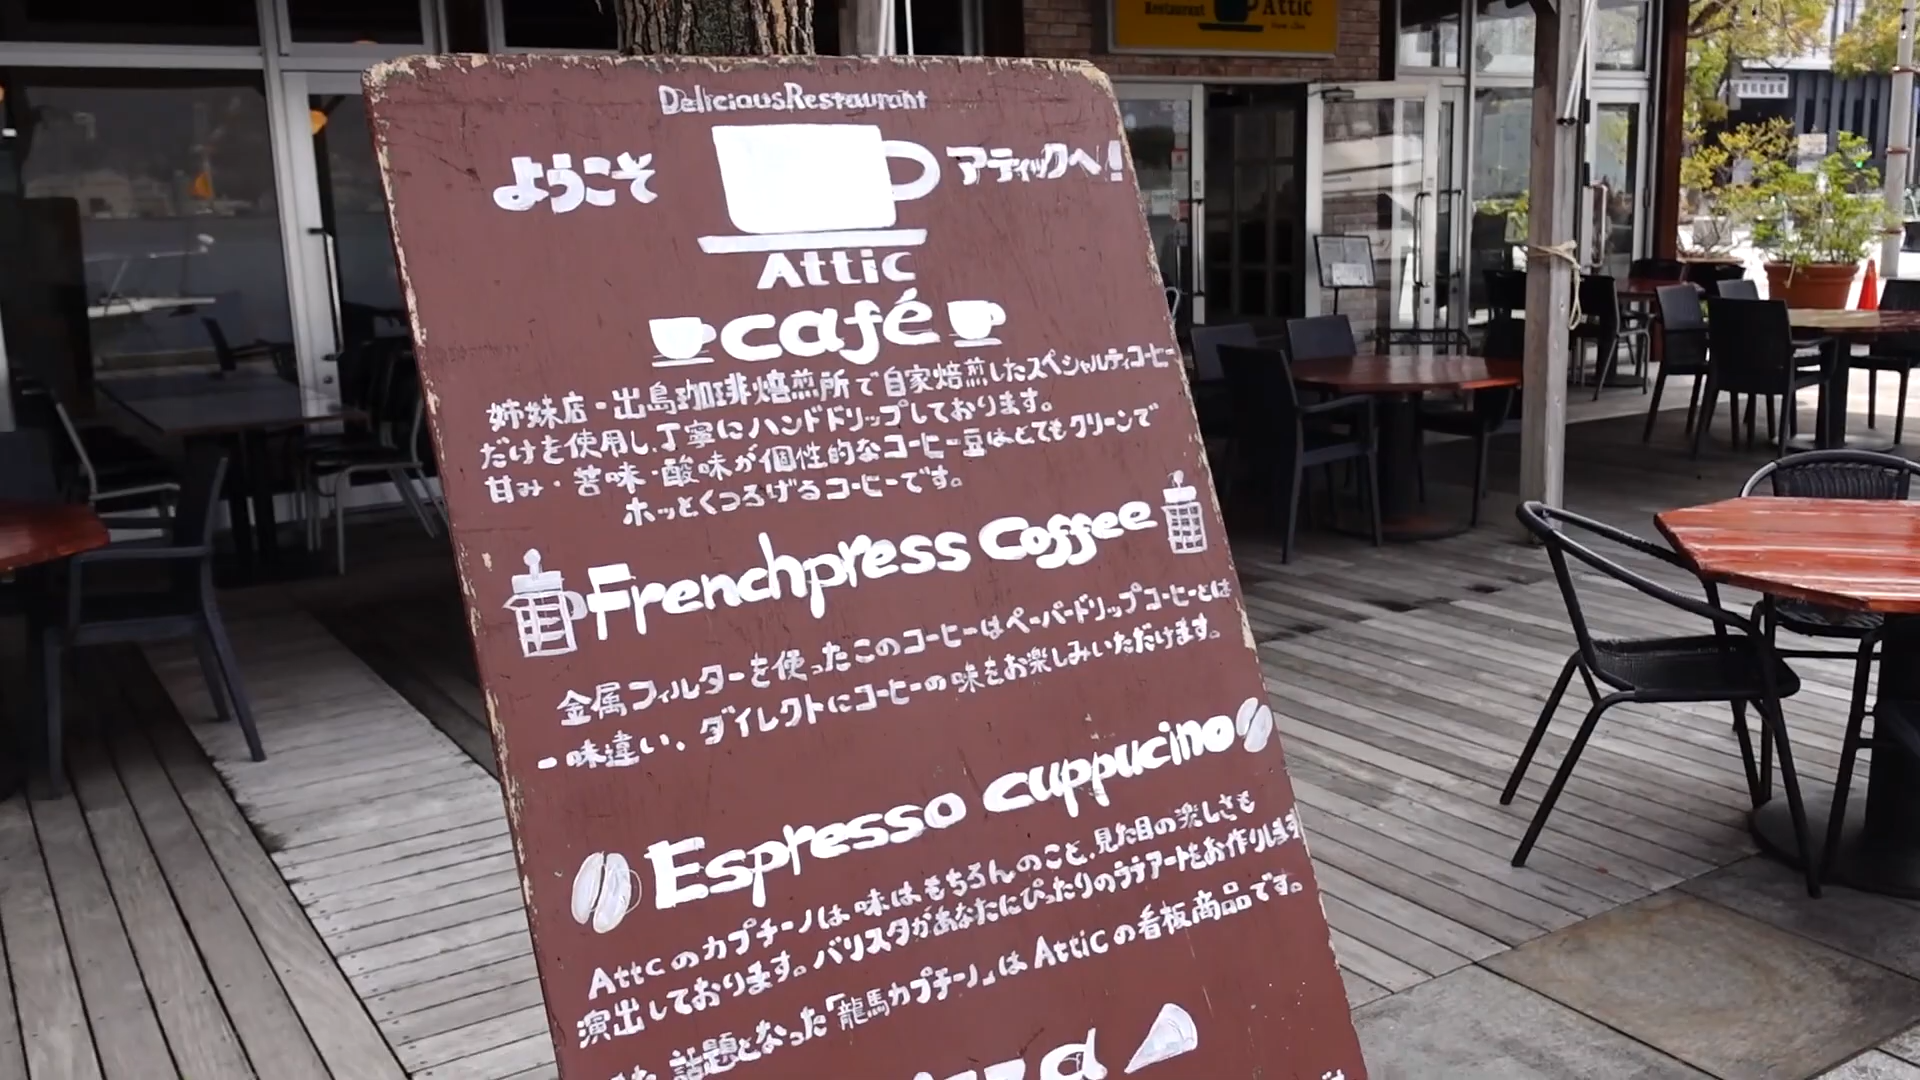 Restaurant Attic
DeliciousRestaurant
ようこそ アティックへ!
Attic
café
姉妹店・出島珈琲焙煎所で自家焙煎したスペシャルティコーヒー
だけを使用し、丁寧にハンドドリップしております。
甘み・苦味・酸味が個性的なコーヒー豆はとてもクリーンで
ホッとくつろげるコーヒーです。
Frenchpress Coffee
金属フィルターを使ったこのコーヒーはペーパードリップコーヒーとは
一味違い、ダイレクトにコーヒーの味をお楽しみいただけます。
Espresso cuppucino
Attcのカプチーノは味はもちろんのこと、見た目の楽しさも
演出しております。バリスタがあなたにぴったりのラテアートをお作りします
また、話題となった「龍馬カプチーノ」はAtticの看板商品です。